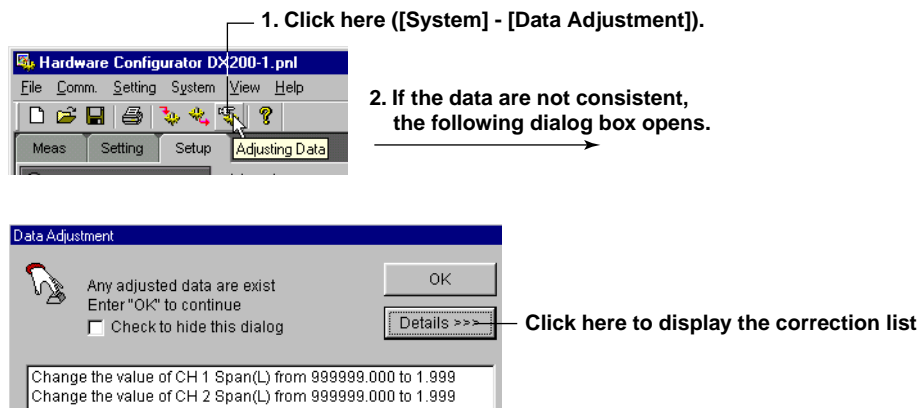 1. Click here ([System] - [Data Adjustment]).
Hardware Configurator DX200-1.pnl
File Comm. Setting System View Help
2. If the data are not consistent,
the following dialog box opens.
Meas Setting Setup Adjusting Data
Data Adjustment
Any adjusted data are exist
Enter "OK" to continue
Check to hide this dialog
OK
Details >>>
Click here to display the correction list
Change the value of CH 1 Span(L) from 999999.000 to 1.999
Change the value of CH 2 Span(L) from 999999.000 to 1.999